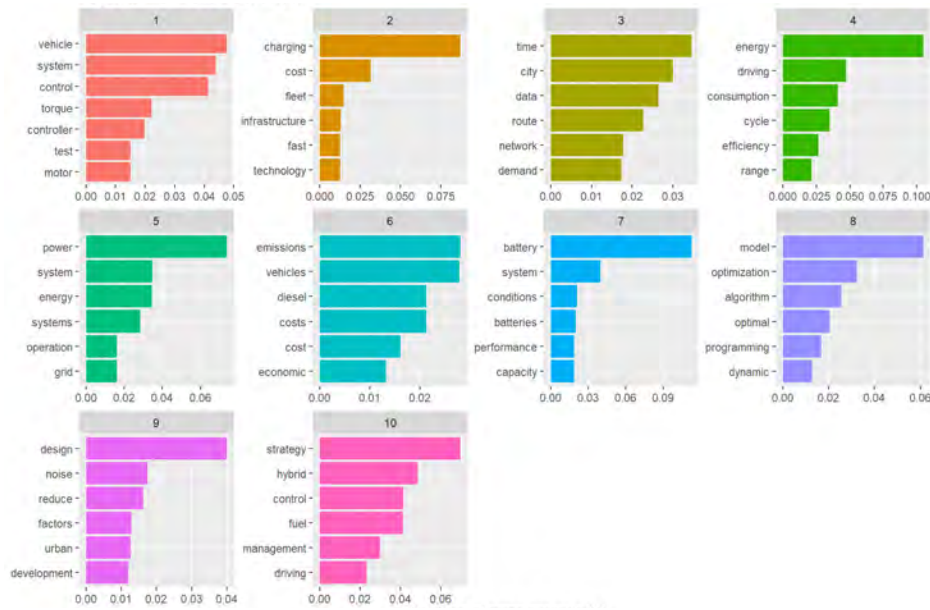 1
vehicle
system
control
torque
controller
test
motor
0.00 0.01 0.02 0.03 0.04 0.05
2
charging
cost
fleet
infrastructure
fast
technology
0.000 0.025 0.050 0.075
3
time
city
data
route
network
demand
0.00 0.01 0.02 0.03
4
energy
driving
consumption
cycle
efficiency
range
0.000 0.025 0.050 0.075 0.100
5
power
system
energy
systems
operation
grid
0.00 0.02 0.04 0.06
6
emissions
vehicles
diesel
costs
cost
economic
0.00 0.01 0.02
7
battery
system
conditions
batteries
performance
capacity
0.00 0.03 0.06 0.09
8
model
optimization
algorithm
optimal
programming
dynamic
0.00 0.02 0.04 0.06
9
design
noise
reduce
factors
urban
development
0.00 0.01 0.02 0.03 0.04
10
strategy
hybrid
control
fuel
management
driving
0.00 0.02 0.04 0.06